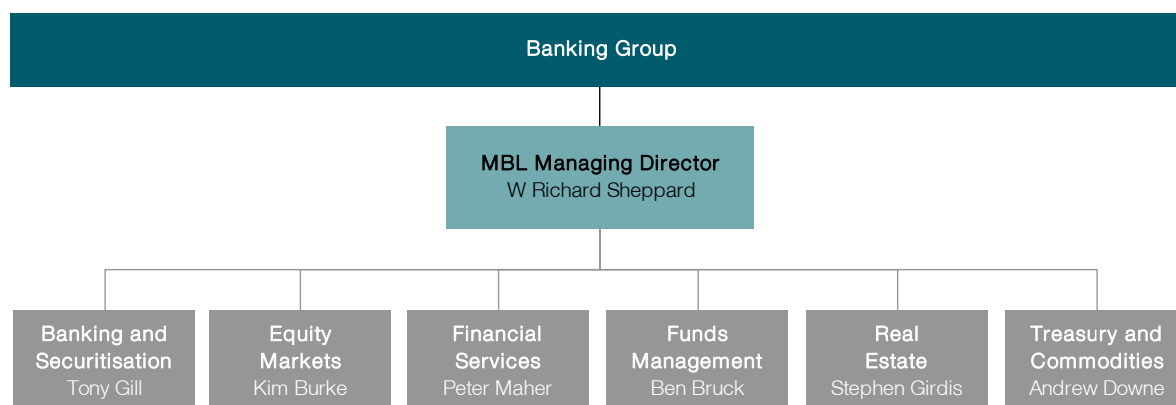 Banking Group
MBL Managing Director
W Richard Sheppard
Banking and
Securitisation
Tony Gill
Equity
Markets
Kim Burke
Financial
Services
Peter Maher
Funds
Management
Ben Bruck
Real
Estate
Stephen Girdis
Treasury and
Commodities
Andrew Downe